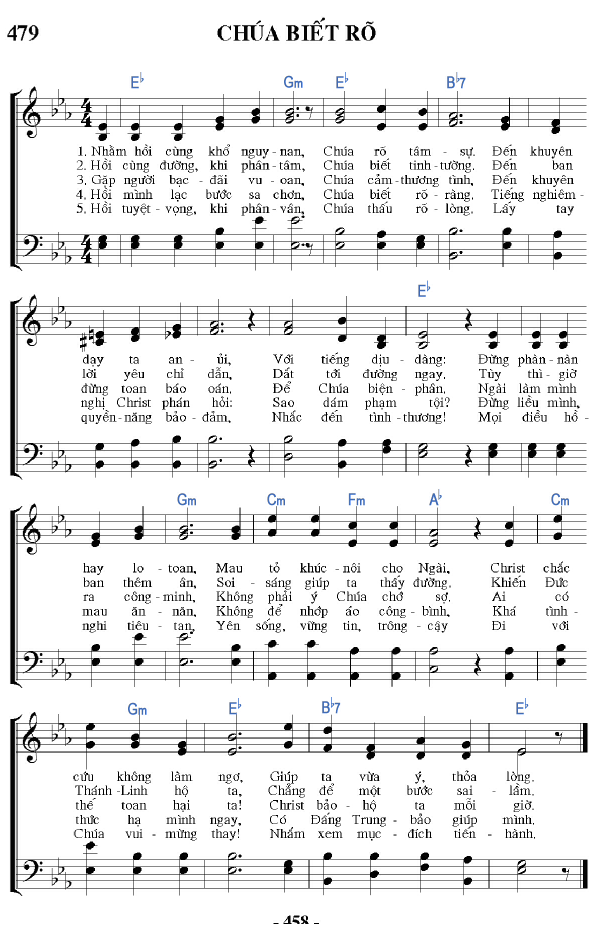 479 CHÚA BIẾT RÕ
E♭ Gm E♭ B♭7
1. Nhằm hồi cùng khổ nguy-nan, Chúa rõ tâm-sự. Đến khuyên
2. Hồi cùng đường, khi phân-tâm, Chúa biết tinh-tường. Đến ban
3. Gặp người bạc-đãi vu-oan, Chúa cảm-thương tình, Đến khuyên
4. Hồi mình lạc bước sa chơn, Chúa biết rõ-ràng, Tiếng nghiêm-
5. Hồi tuyệt-vọng, khi phân-vân, Chúa thấu rõ-lòng. Lấy tay
E♭
dạy ta an-ủi, Với tiếng dịu-dàng: Đừng phàn-nàn
lời yêu chỉ dẫn, Dắt tới đường ngay. Tùy thì-giờ
đừng toan báo oán. Để Chúa biện-phân. Ngài làm mình
nghị Christ phán hỏi: Sao dám phạm tội? Đừng liều mình,
quyền-năng bảo-đảm, Nhắc đến tình-thương! Mọi điều hồ-
Gm Cm Fm A♭ Cm
hay lo-toan, Mau tỏ khúc-nôi cho Ngài, Christ chắc
ban thêm ân, Soi-sáng giúp ta thấy đường, Khiến Đức
ra công-minh, Không phải ý Chúa chớ sợ. Ai có
mau ăn-năn, Không để nhớp áo công-bình, Khá tình-
nghi tiêu-tan, Yên sống, vững tin, trông-cậy Đi với
Gm E♭ B♭7 E♭
cứu không làm ngơ, Giúp ta vừa ý, thỏa lòng.
Thánh-Linh hộ ta, Chẳng để một bước sai-lầm.
thế toan hại ta! Christ bảo-hộ ta mỗi giờ.
thức hạ mình ngay, Có Đấng Trung-bảo giúp mình.
Chúa vui-mừng thay! Nhắm xem mục-đích tiến-hành.
- 458 -